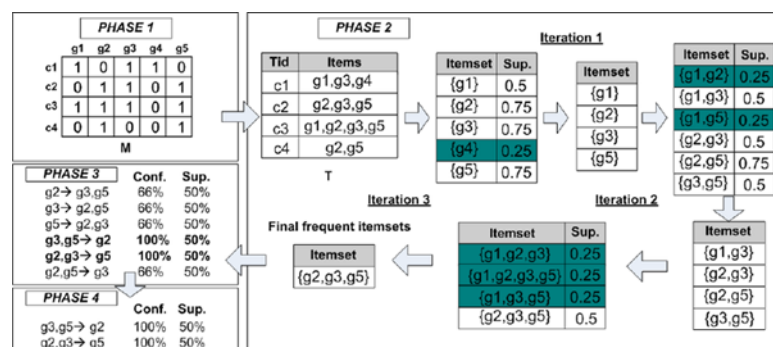 PHASE 1
g1 g2 g3 g4 g5
c1 1 0 1 1 0
c2 0 1 1 0 1
c3 1 1 1 0 1
c4 0 1 0 0 1
M
PHASE 2
Tid Items
c1 g1,g3,g4
c2 g2,g3,g5
c3 g1,g2,g3,g5
c4 g2,g5
T
Iteration 1
Itemset Sup.
{g1} 0.5
{g2} 0.75
{g3} 0.75
{g4} 0.25
{g5} 0.75
Itemset
{g1}
{g2}
{g3}
{g5}
Itemset Sup.
{g1,g2} 0.25
{g1,g3} 0.5
{g1,g5} 0.25
{g2,g3} 0.5
{g2,g5} 0.75
{g3,g5} 0.5
Iteration 2
Itemset
{g1,g3}
{g2,g3}
{g2,g5}
{g3,g5}
Itemset Sup.
{g1,g2,g3} 0.25
{g1,g2,g3,g5} 0.25
{g1,g3,g5} 0.25
{g2,g3,g5} 0.5
Iteration 3
Final frequent itemsets
Itemset
{g2,g3,g5}
PHASE 3
Conf. Sup.
g2→ g3,g5 66% 50%
g3→ g2,g5 66% 50%
g5→ g2,g3 66% 50%
g3,g5→ g2 100% 50%
g2,g3→ g5 100% 50%
g2,g5→ g3 66% 50%
PHASE 4
Conf. Sup.
g3,g5→ g2 100% 50%
g2,g3→ g5 100% 50%